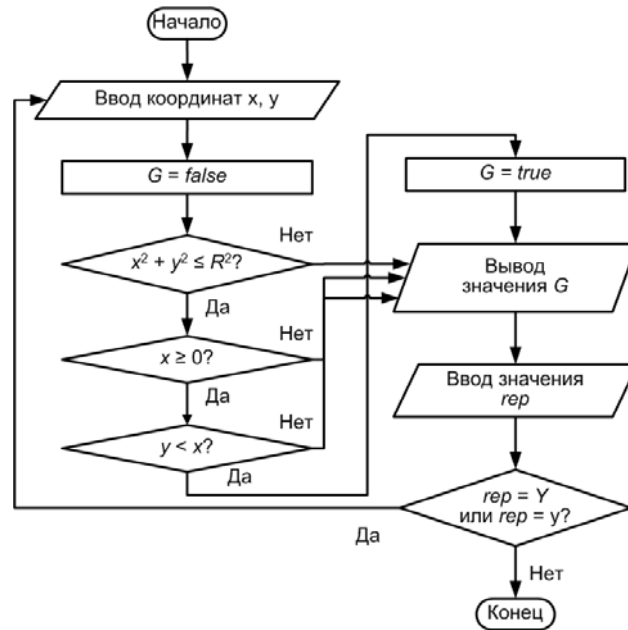 Начало
Ввод координат x, y
G = false
x² + y² ≤ R²?
Нет
Да
x ≥ 0?
Нет
Да
y < x?
Нет
Да
G = true
Вывод
значения G
Ввод значения
rep
rep = Y
или rep = y?
Да
Нет
Конец